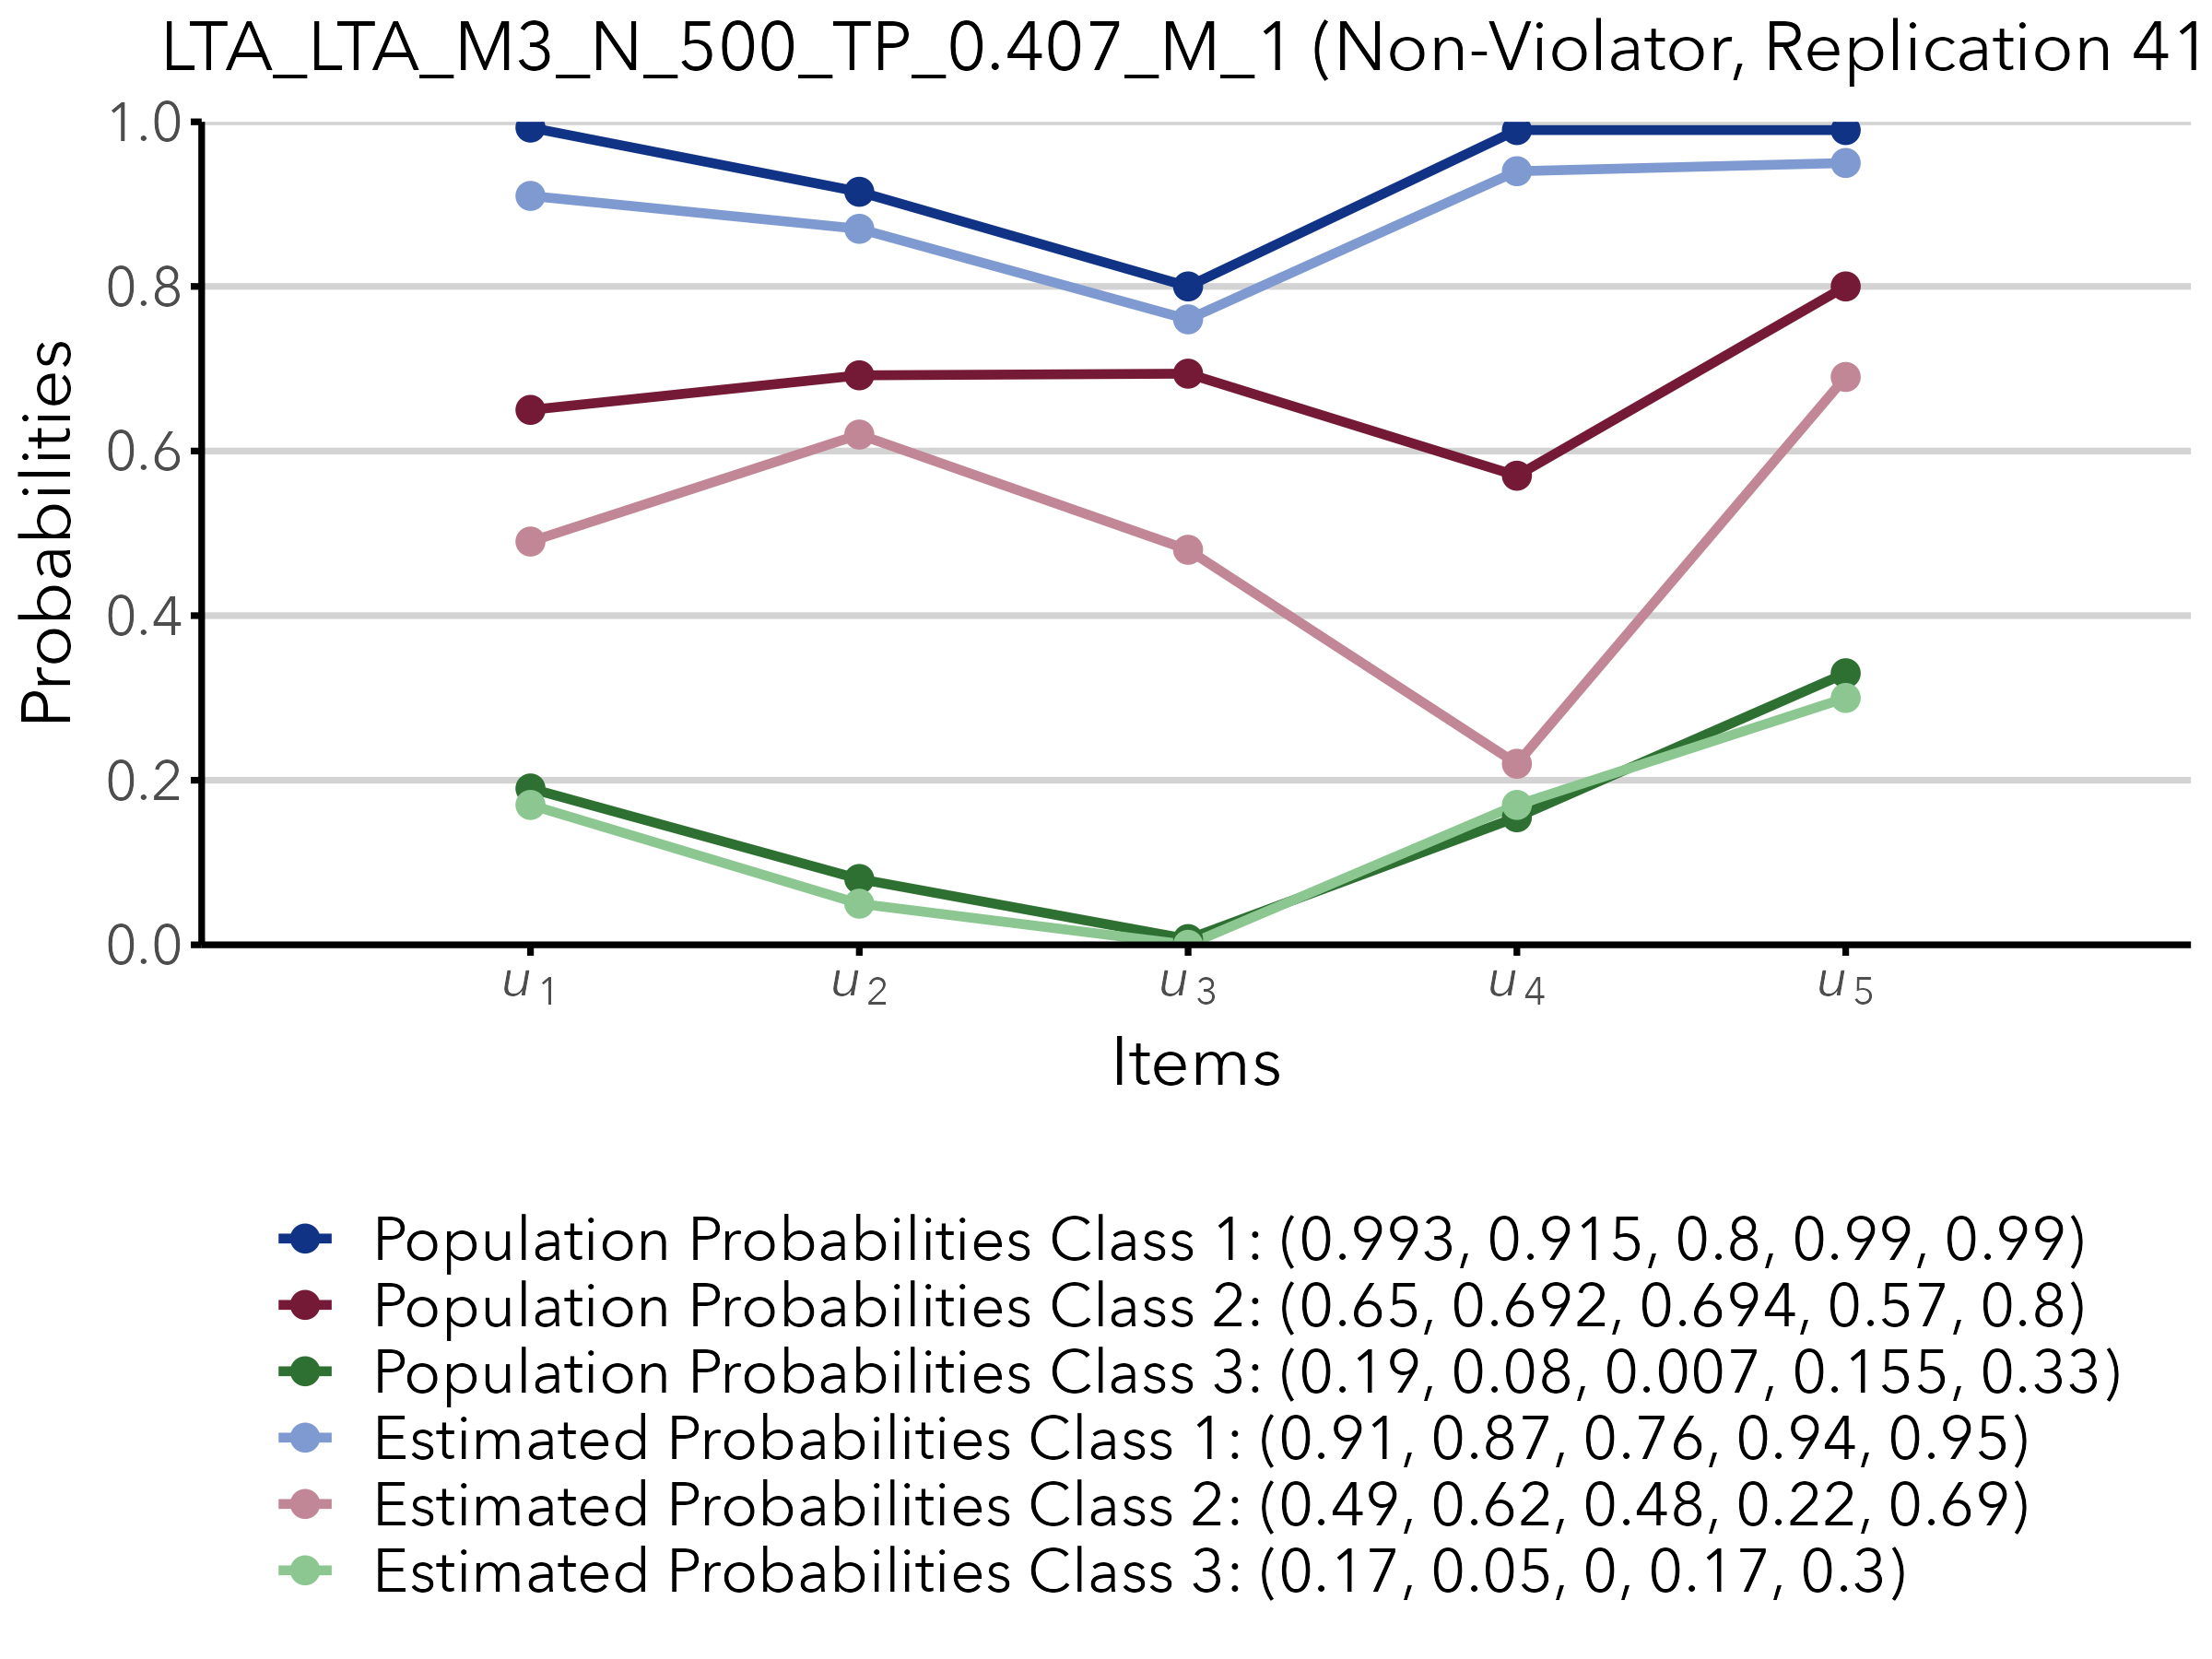 LTA_LTA_M3_N_500_TP_0.407_M_1 (Non-Violator, Replication 41
1.0
0.8
0.6
0.4
0.2
0.0
Probabilities
u1
u2
u3
u4
u5
Items
Population Probabilities Class 1: (0.993, 0.915, 0.8, 0.99, 0.99)
Population Probabilities Class 2: (0.65, 0.692, 0.694, 0.57, 0.8)
Population Probabilities Class 3: (0.19, 0.08, 0.007, 0.155, 0.33)
Estimated Probabilities Class 1: (0.91, 0.87, 0.76, 0.94, 0.95)
Estimated Probabilities Class 2: (0.49, 0.62, 0.48, 0.22, 0.69)
Estimated Probabilities Class 3: (0.17, 0.05, 0, 0.17, 0.3)